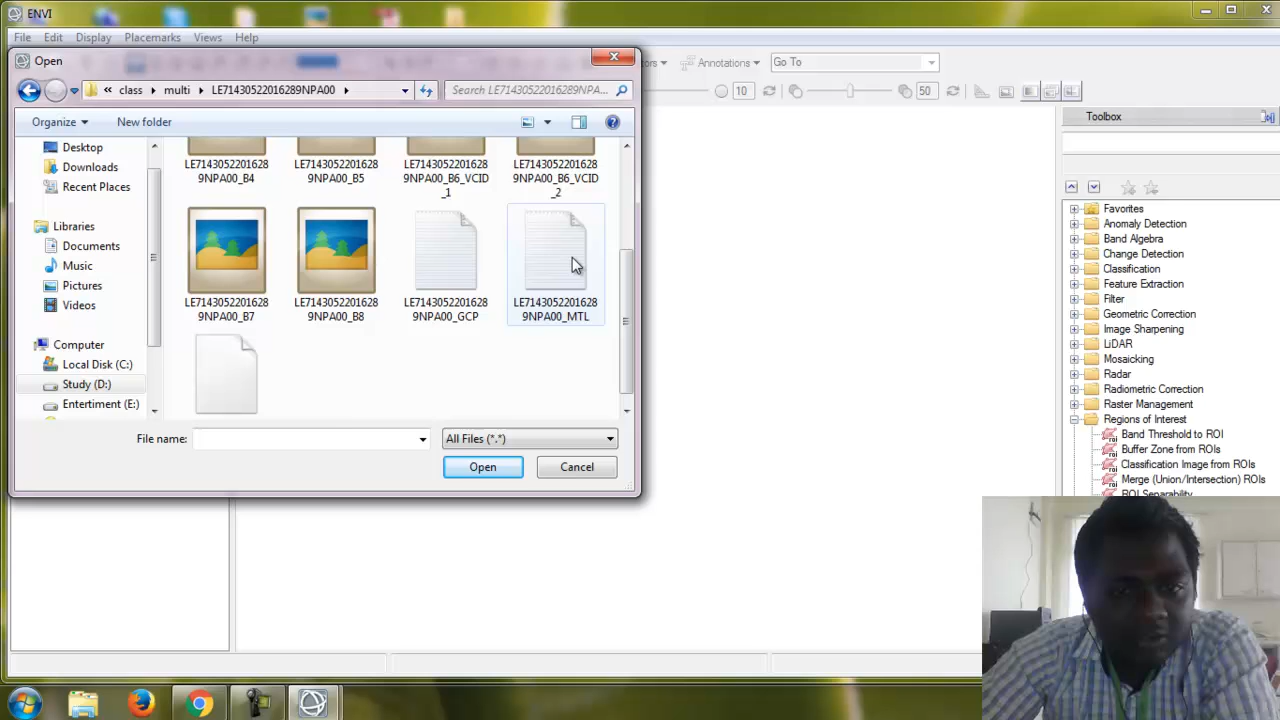 ENVI
File Edit Display Placemarks Views Help
Open
Annotations Go To
class multi LE71430522016289NPA00 Search LE71430522016289NPA...
10 50
Organize New folder
Toolbox
Desktop
Downloads
Recent Places
Libraries
Documents
Music
Pictures
Videos
Computer
Local Disk (C:)
Study (D:)
Entertiment (E:)
LE7143052201628
9NPA00_B4
LE7143052201628
9NPA00_B5
LE7143052201628
9NPA00_B6_VCID
_1
LE7143052201628
9NPA00_B6_VCID
_2
LE7143052201628
9NPA00_B7
LE7143052201628
9NPA00_B8
LE7143052201628
9NPA00_GCP
LE7143052201628
9NPA00_MTL
File name: All Files (*.*)
Open Cancel
Favorites
Anomaly Detection
Band Algebra
Change Detection
Classification
Feature Extraction
Filter
Geometric Correction
Image Sharpening
LiDAR
Mosaicking
Radar
Radiometric Correction
Raster Management
Regions of Interest
Band Threshold to ROI
Buffer Zone from ROIs
Classification Image from ROIs
Merge (Union/Intersection) ROIs
ROI Separability